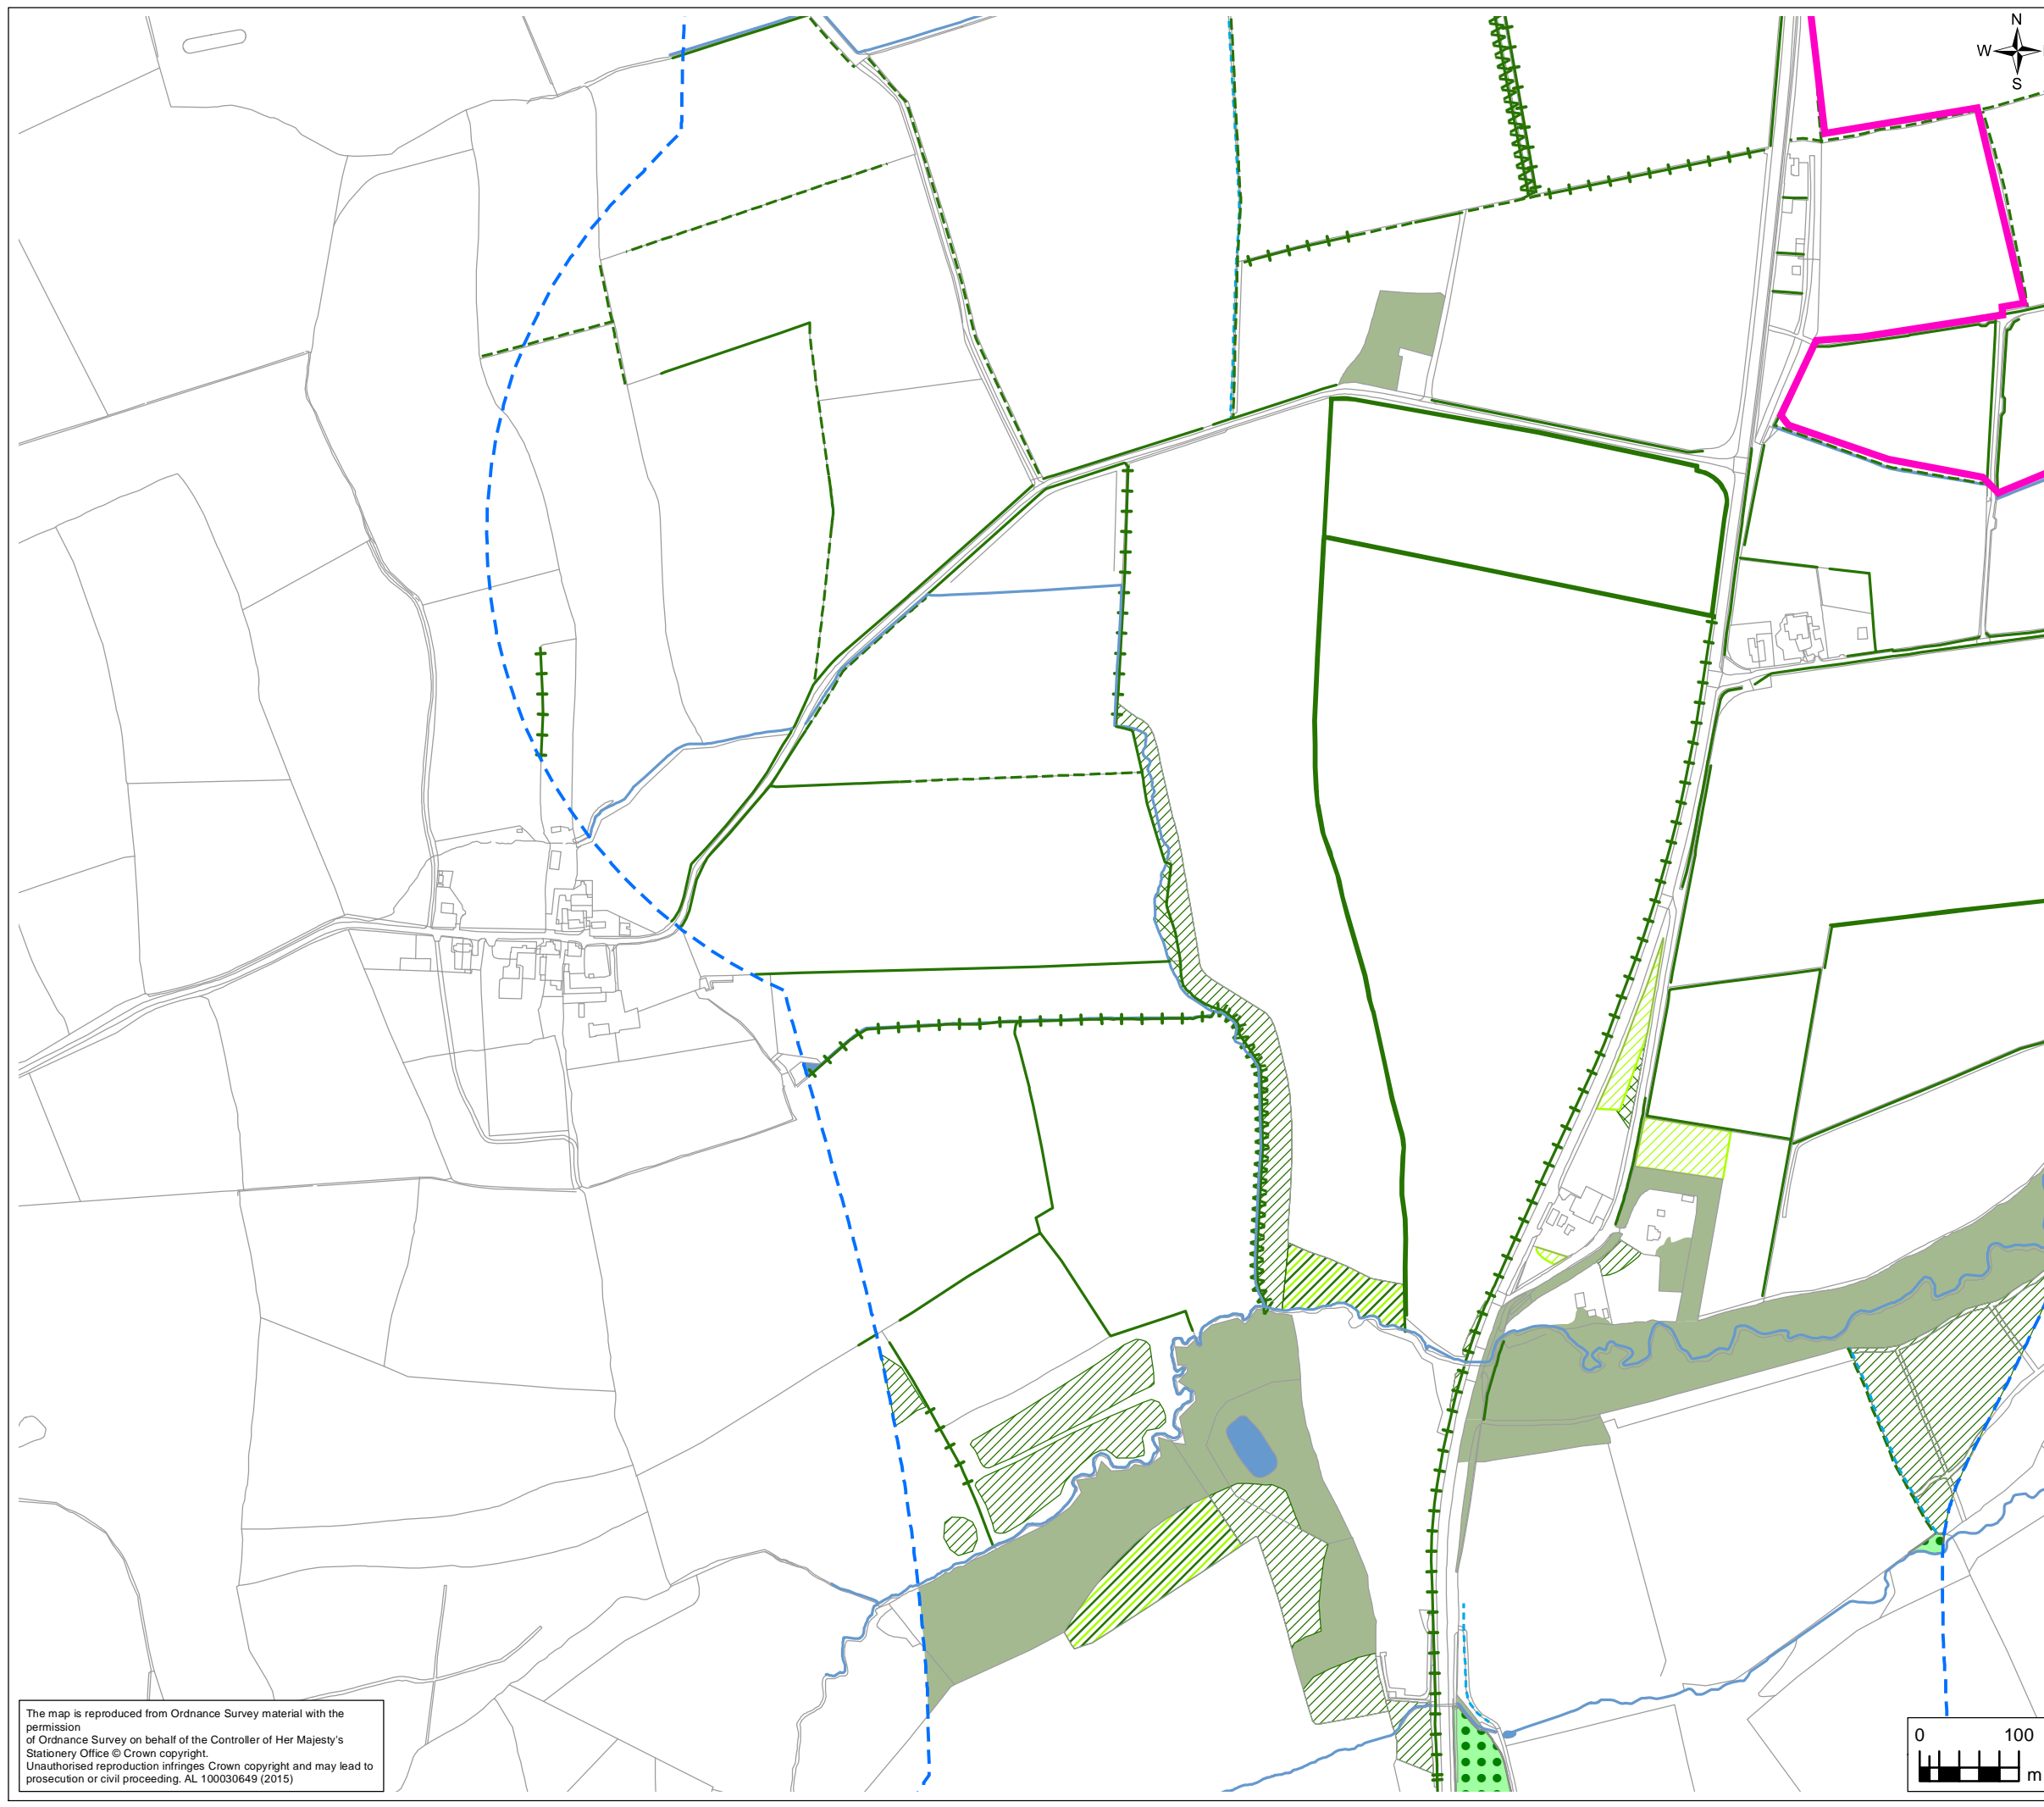 N
W
S
The map is reproduced from Ordnance Survey material with the
permission
of Ordnance Survey on behalf of the Controller of Her Majesty's
Stationery Office © Crown copyright.
Unauthorised reproduction infringes Crown copyright and may lead to
prosecution or civil proceeding. AL 100030649 (2015)
0 100
m